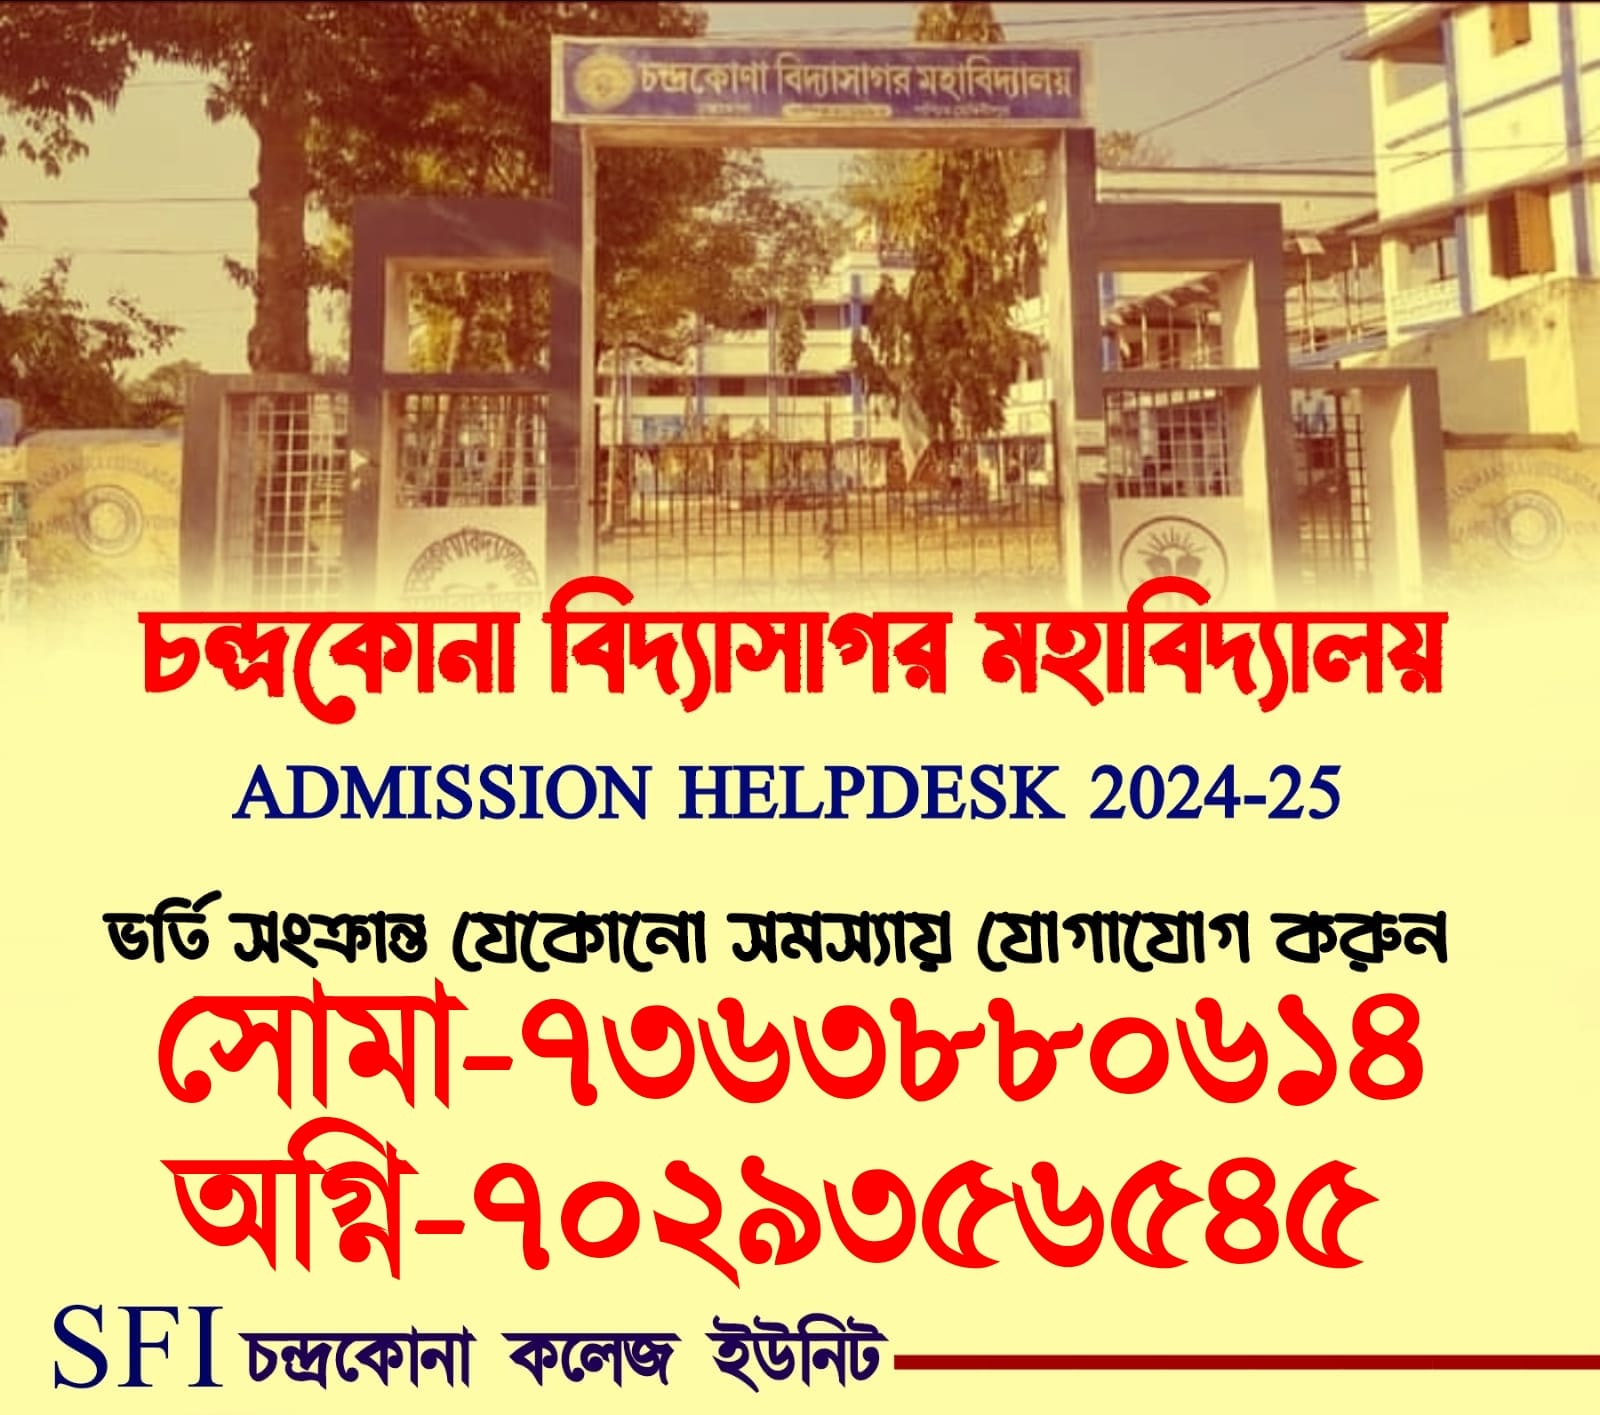 চন্দ্রকোণা বিদ্যাসাগর মহাবিদ্যালয়
চন্দ্রকোনা বিদ্যাসাগর মহাবিদ্যালয়
ADMISSION HELPDESK 2024-25
ভর্তি সংক্রান্ত যেকোনো সমস্যায় যোগাযোগ করুন
সোমা-৭৩৬৩৮৮০৬১৪
অগ্নি-৭০২৯৩৫৬৫৪৫
SFI চন্দ্রকোনা কলেজ ইউনিট